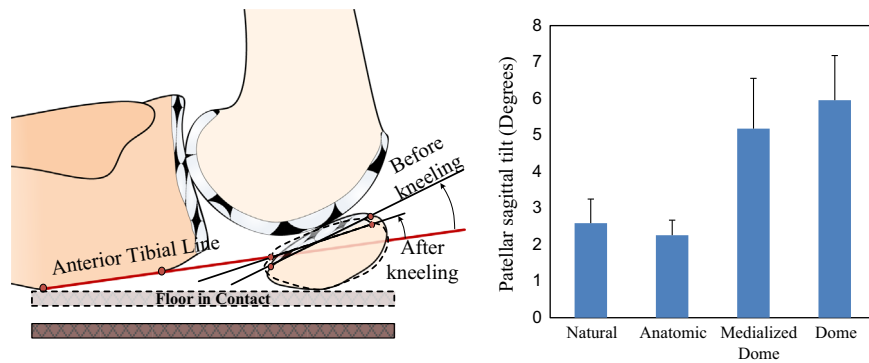 Before
kneeling
Anterior Tibial Line
After
kneeling
Floor in Contact
Patellar sagittal tilt (Degrees)
8
7
6
5
4
3
2
1
0
Natural
Anatomic
Medialized
Dome
Dome